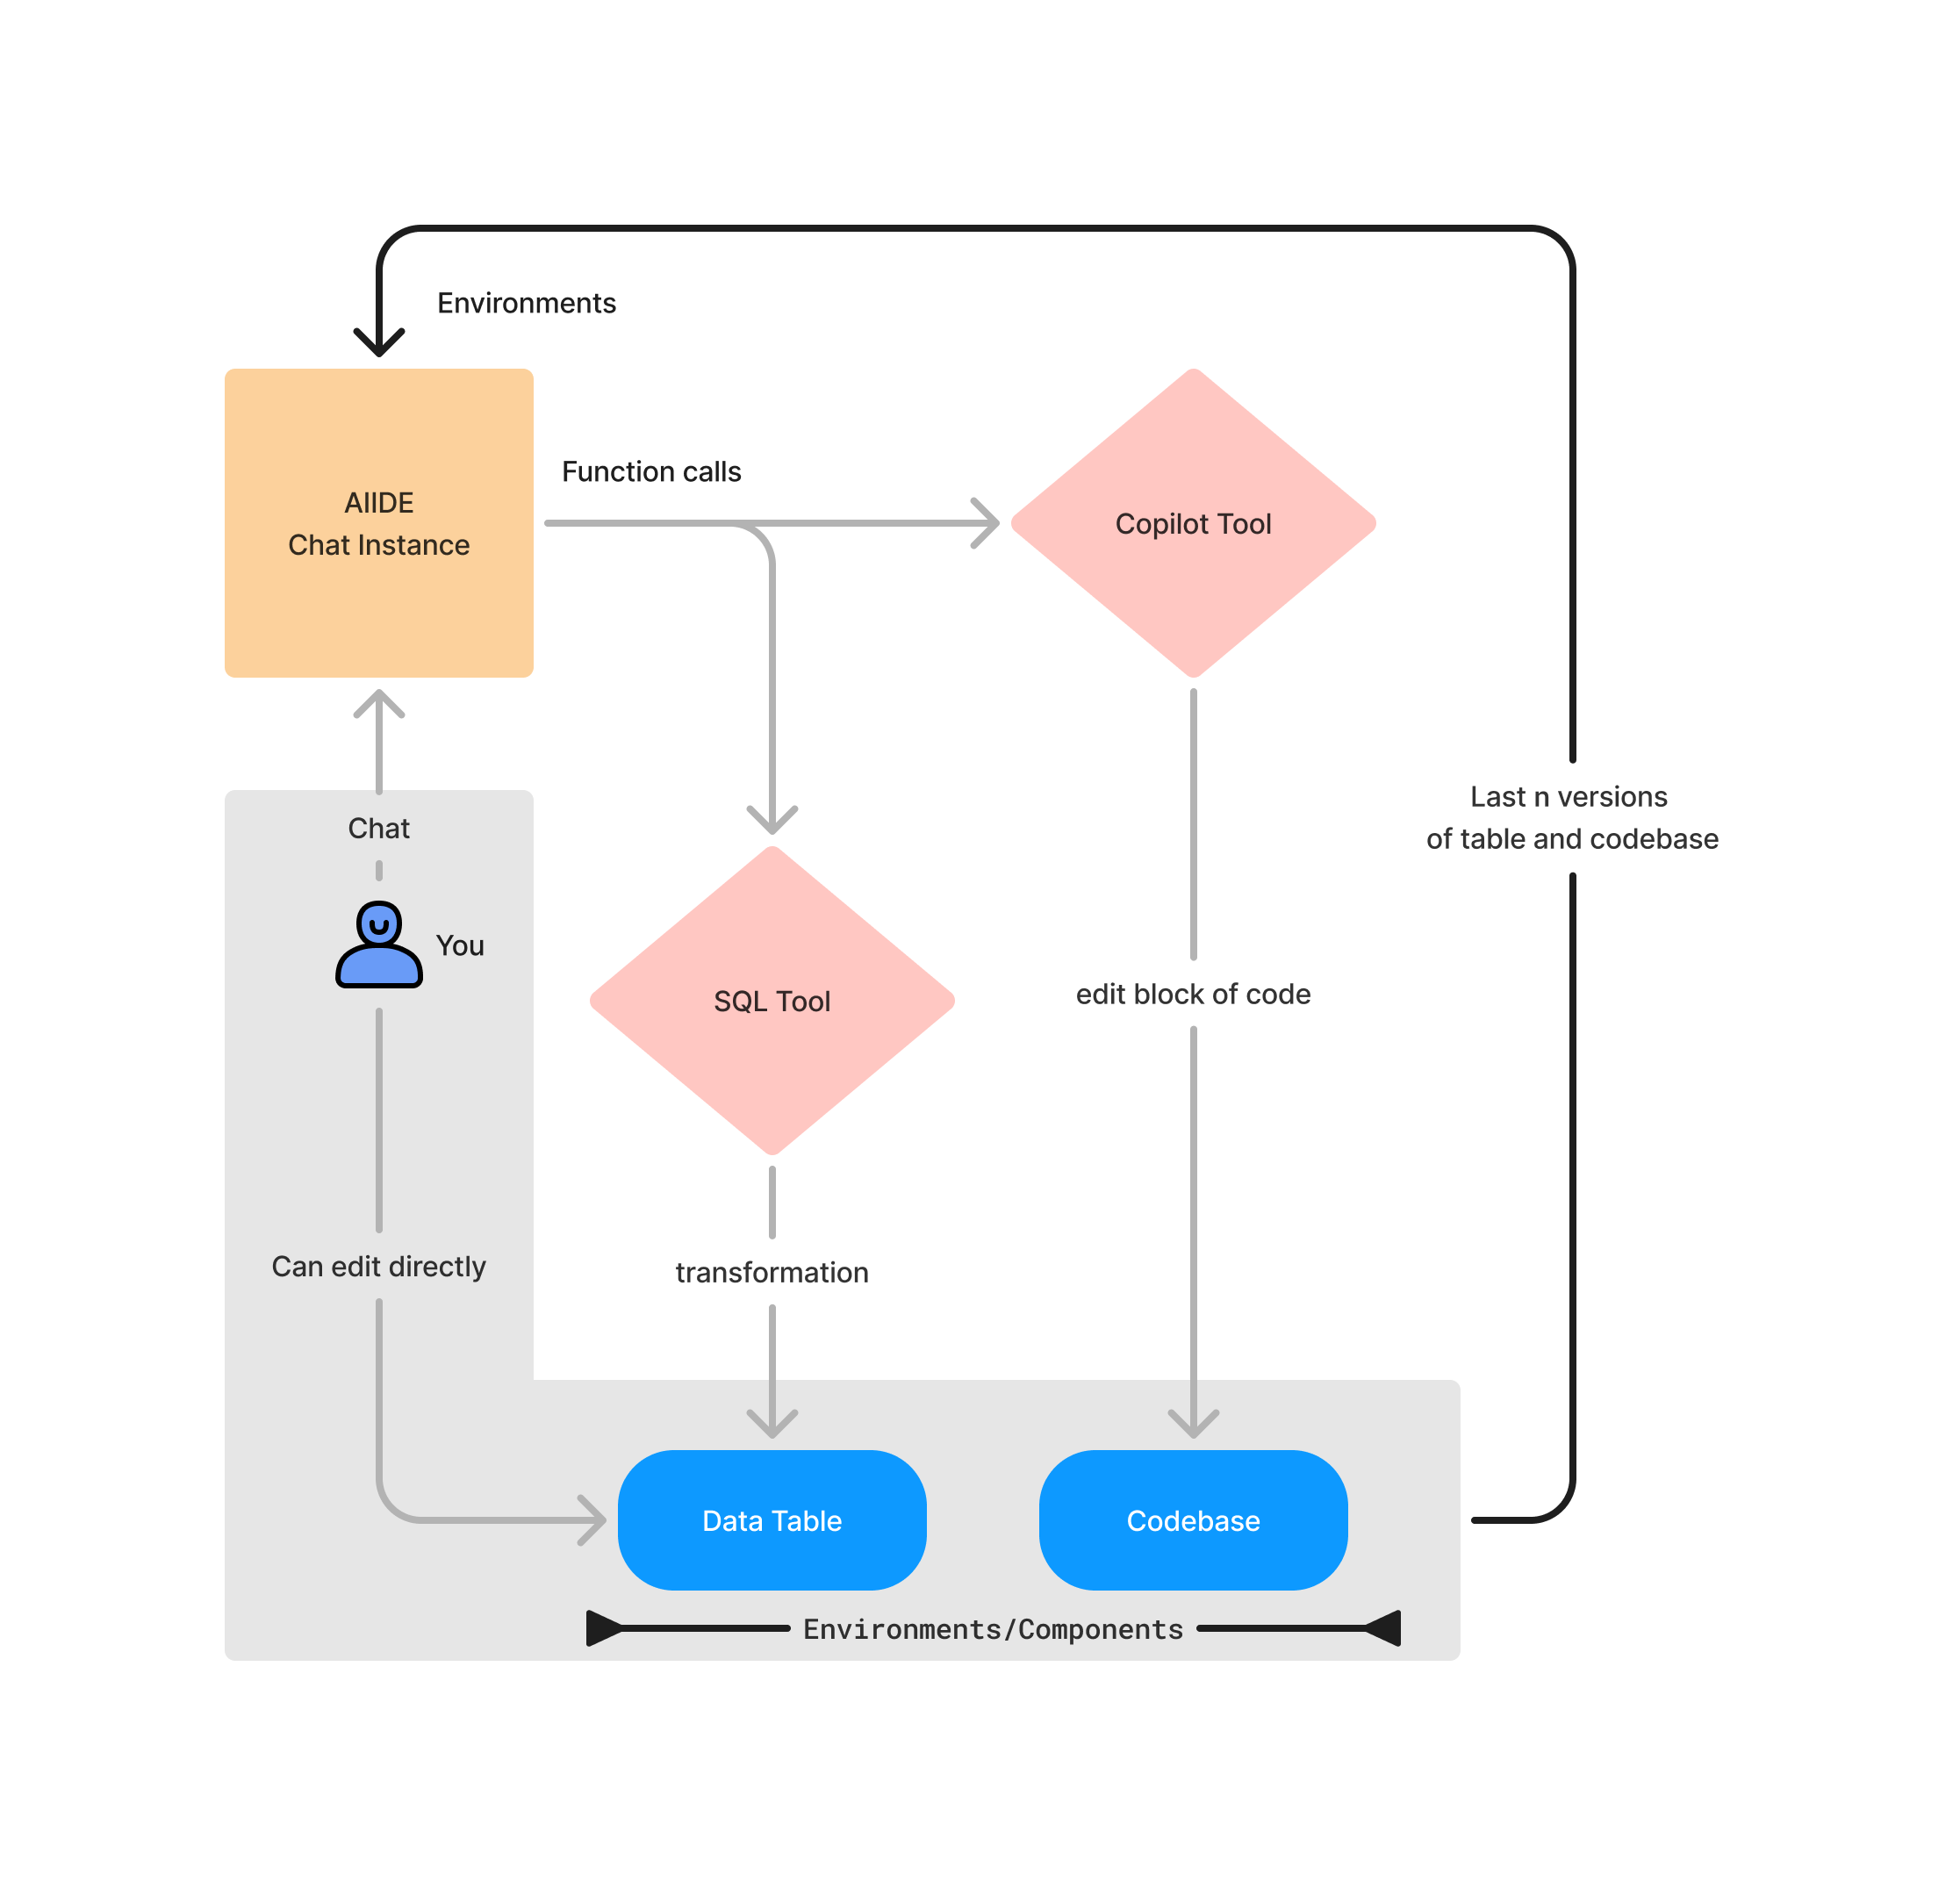 Environments
Function calls
AIIDE
Chat Instance
Copilot Tool
Last n versions
of table and codebase
Chat
You
SQL Tool
edit block of code
Can edit directly
transformation
Data Table
Codebase
Environments/Components